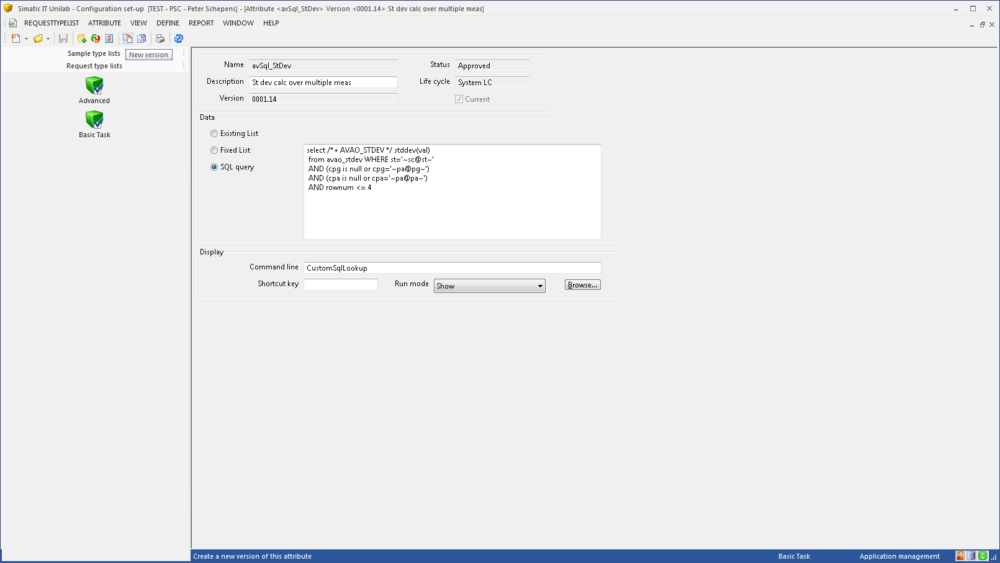 Simatic IT Unilab - Configuration set-up [TEST - PSC - Peter Schepens] - [Attribute <avSql_StDev> Version <0001.14> St dev calc over multiple meas]
REQUESTTYPELIST ATTRIBUTE VIEW DEFINE REPORT WINDOW HELP
Sample type lists
New version
Request type lists
Advanced
Basic Task
Name avSql_StDev Status Approved
Description St dev calc over multiple meas Life cycle System LC
Version 0001.14 Current
Data
Existing List
Fixed List
SQL query
select /*+ AVAO_STDEV */ stddev(val)
from avao_stdev WHERE st='~sc@st~'
AND (cpg is null or cpg='~pa@pg~')
AND (cpa is null or cpa='~pa@pa~')
AND rownum <= 4
Display
Command line CustomSqlLookup
Shortcut key Run mode Show Browse...
Create a new version of this attribute Basic Task Application management